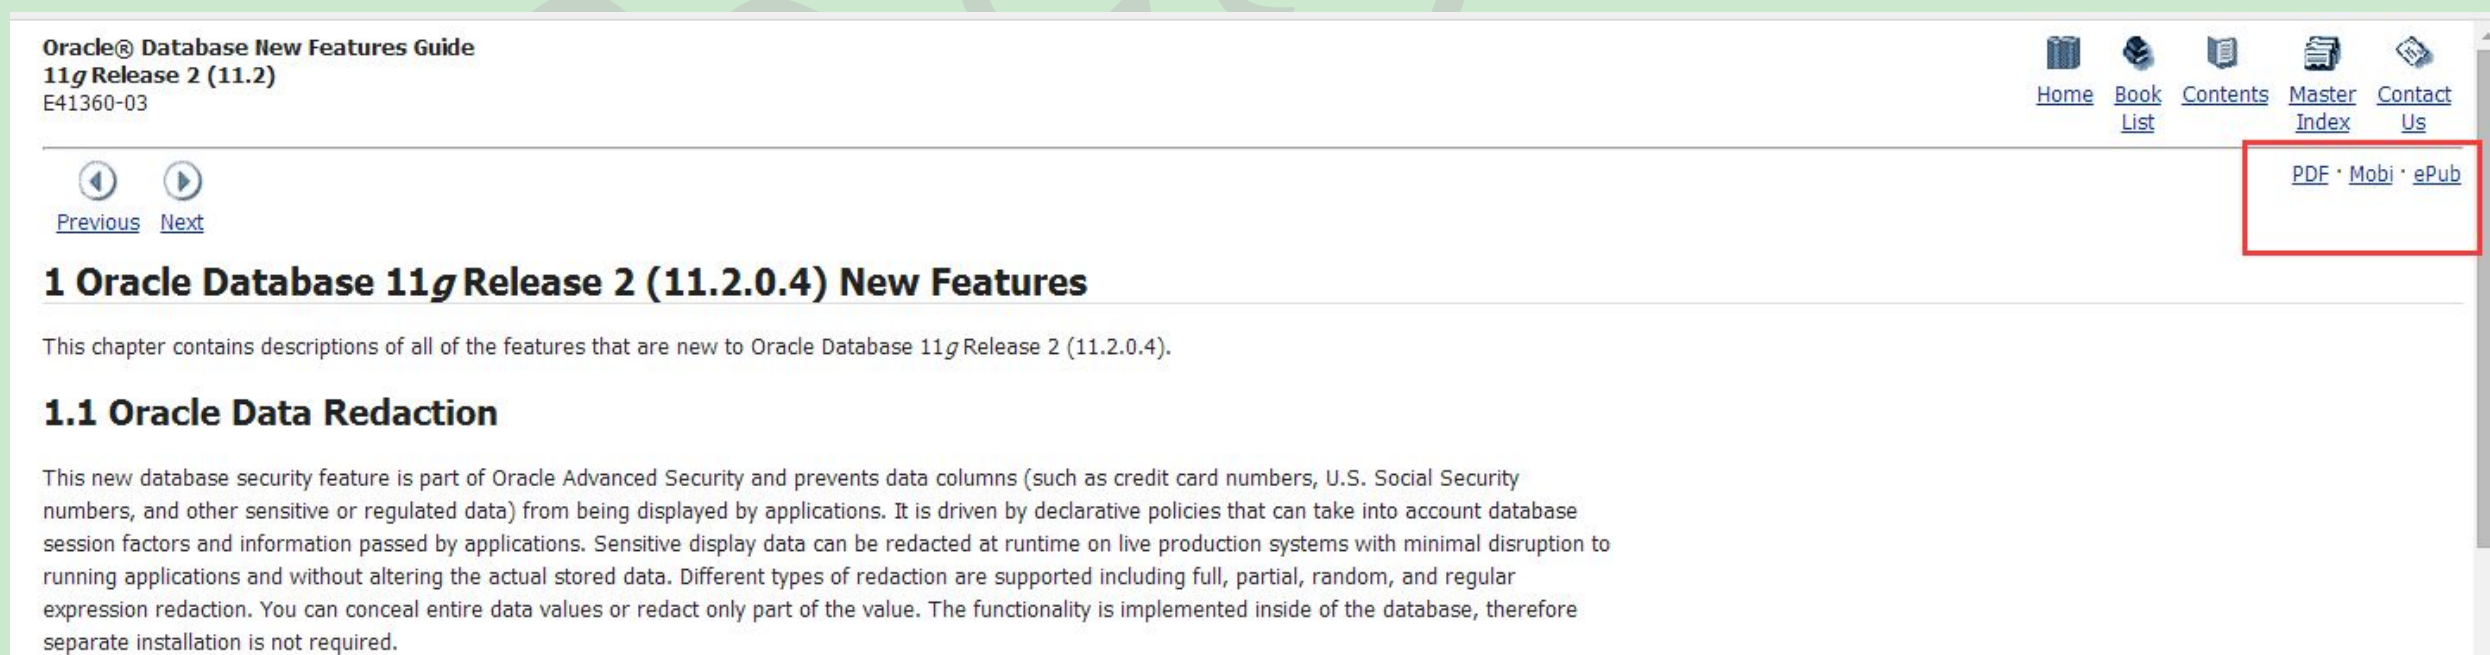 Oracle® Database New Features Guide
11g Release 2 (11.2)
E41360-03
Home Book List Contents Master Index Contact Us
PDF · Mobi · ePub
Previous Next
1 Oracle Database 11g Release 2 (11.2.0.4) New Features
This chapter contains descriptions of all of the features that are new to Oracle Database 11g Release 2 (11.2.0.4).
1.1 Oracle Data Redaction
This new database security feature is part of Oracle Advanced Security and prevents data columns (such as credit card numbers, U.S. Social Security
numbers, and other sensitive or regulated data) from being displayed by applications. It is driven by declarative policies that can take into account database
session factors and information passed by applications. Sensitive display data can be redacted at runtime on live production systems with minimal disruption to
running applications and without altering the actual stored data. Different types of redaction are supported including full, partial, random, and regular
expression redaction. You can conceal entire data values or redact only part of the value. The functionality is implemented inside of the database, therefore
separate installation is not required.